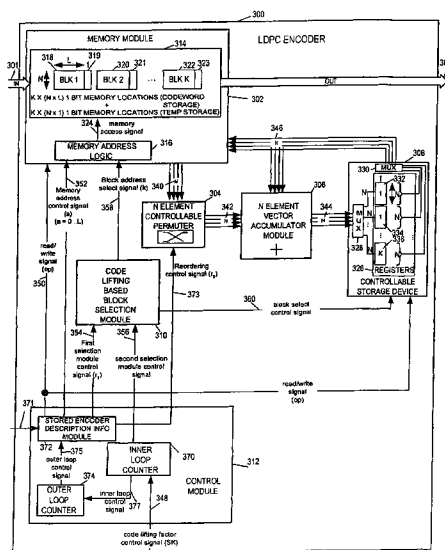 300
MEMORY MODULE
314
LDPC ENCODER
318
L
319
320
322 323
301
IN
N
BLK 1
BLK 2
321
...
BLK K
OUT
K X (N X L) 1 BIT MEMORY LOCATIONS (CODEWORD STORAGE)
+
K X (N X 1) 1 BIT MEMORY LOCATIONS (TEMP STORAGE)
302
324
memory access signal
346
MEMORY ADDRESS LOGIC
316
308
330
MUX
332
352
Memory address control signal (a)
(a = 0 .. L)
Block address select signal (k)
358
340
304
306
N ELEMENT CONTROLLABLE PERMUTER
342
N ELEMENT VECTOR ACCUMULATOR MODULE
+
344
MUX
325
N
1
1
K
334
336
N
326
REGISTERS
CONTROLLABLE STORAGE DEVICE
read/write signal (op)
350
Reordering control signal (r₁)
373
CODE LIFTING BASED BLOCK SELECTION MODULE
310
360
block select control signal
354
First selection module control signal (r₁)
356
second selection module control signal
read/write signal (op)
371
STORED ENCODER DESCRIPTION INFO MODULE
372
375
outer loop control signal
374
OUTER LOOP COUNTER
INNER LOOP COUNTER
370
377
inner loop control signal
312
CONTROL MODULE
348
code lifting factor control signal (SK)